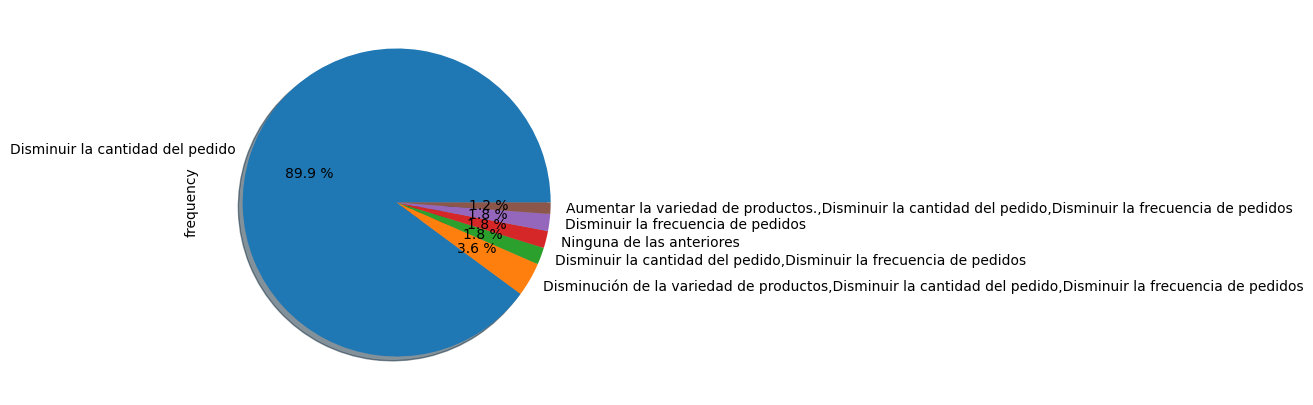 Disminuir la cantidad del pedido
frequency
89.9 %
1.2 %
1.8 %
1.8 %
1.8 %
3.6 %
Aumentar la variedad de productos.,Disminuir la cantidad del pedido,Disminuir la frecuencia de pedidos
Disminuir la frecuencia de pedidos
Ninguna de las anteriores
Disminuir la cantidad del pedido,Disminuir la frecuencia de pedidos
Disminución de la variedad de productos,Disminuir la cantidad del pedido,Disminuir la frecuencia de pedidos